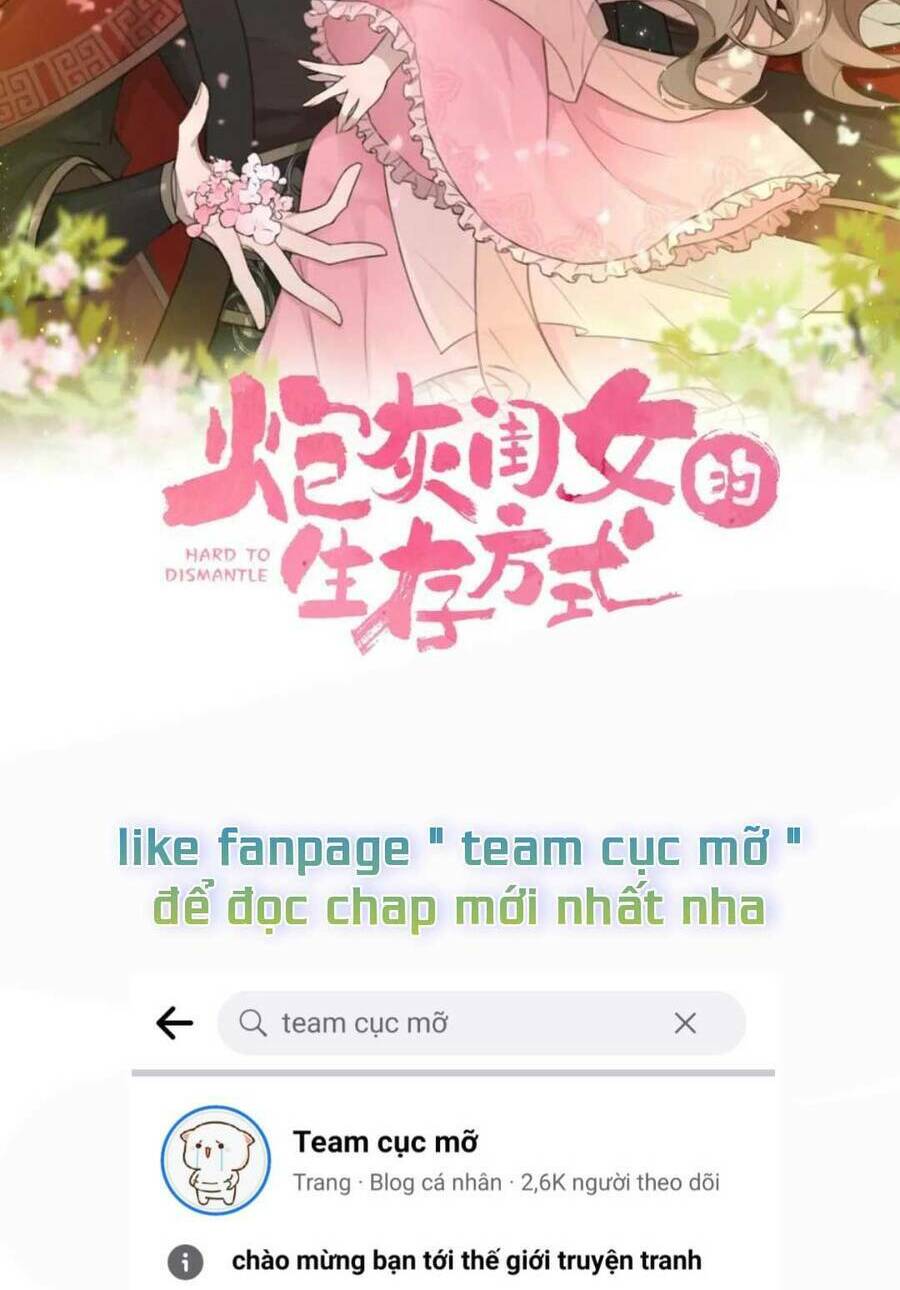 炮灰闺女的
HARD TO
DISMANTLE
生存方式
like fanpage " team cục mỡ "
để đọc chap mới nhất nha
team cục mỡ
Team cục mỡ
Trang · Blog cá nhân · 2,6K người theo dõi
chào mừng bạn tới thế giới truyện tranh